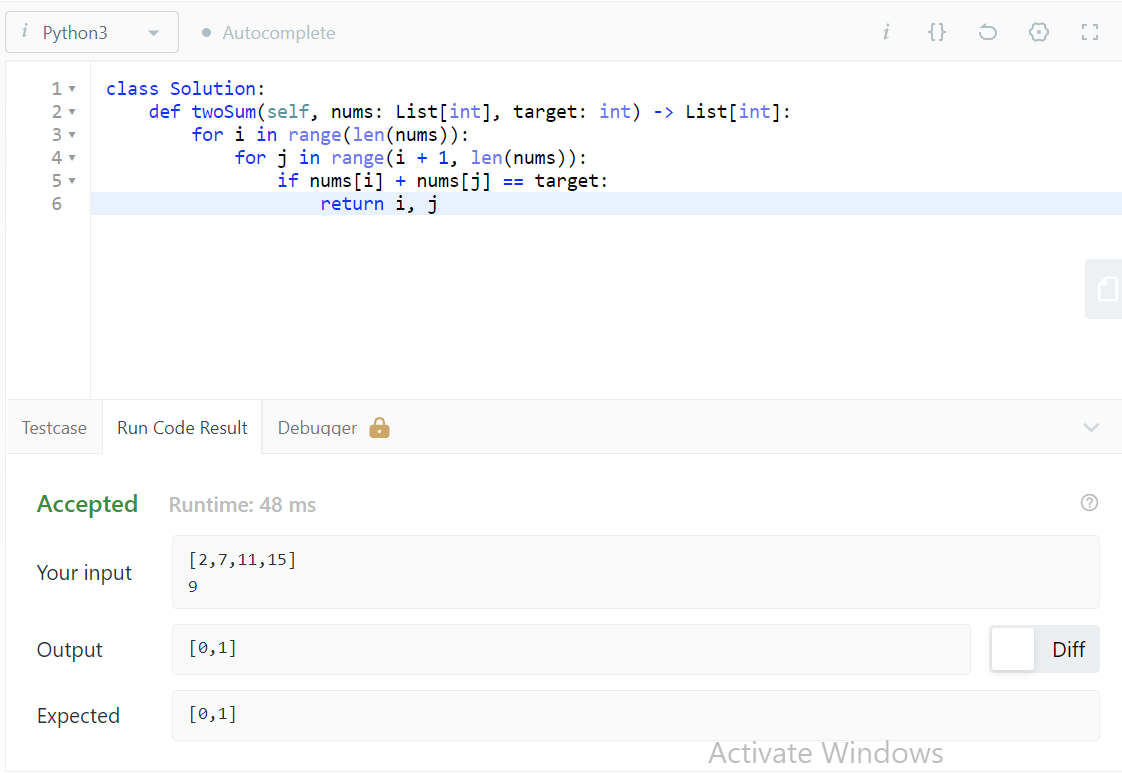 i Python3 Autocomplete i {}
1 class Solution:
2     def twoSum(self, nums: List[int], target: int) -> List[int]:
3         for i in range(len(nums)):
4             for j in range(i + 1, len(nums)):
5                 if nums[i] + nums[j] == target:
6                     return i, j
Testcase Run Code Result Debugger
Accepted Runtime: 48 ms ?
Your input
[2,7,11,15]
9
Output [0,1] Diff
Expected [0,1]
Activate Windows